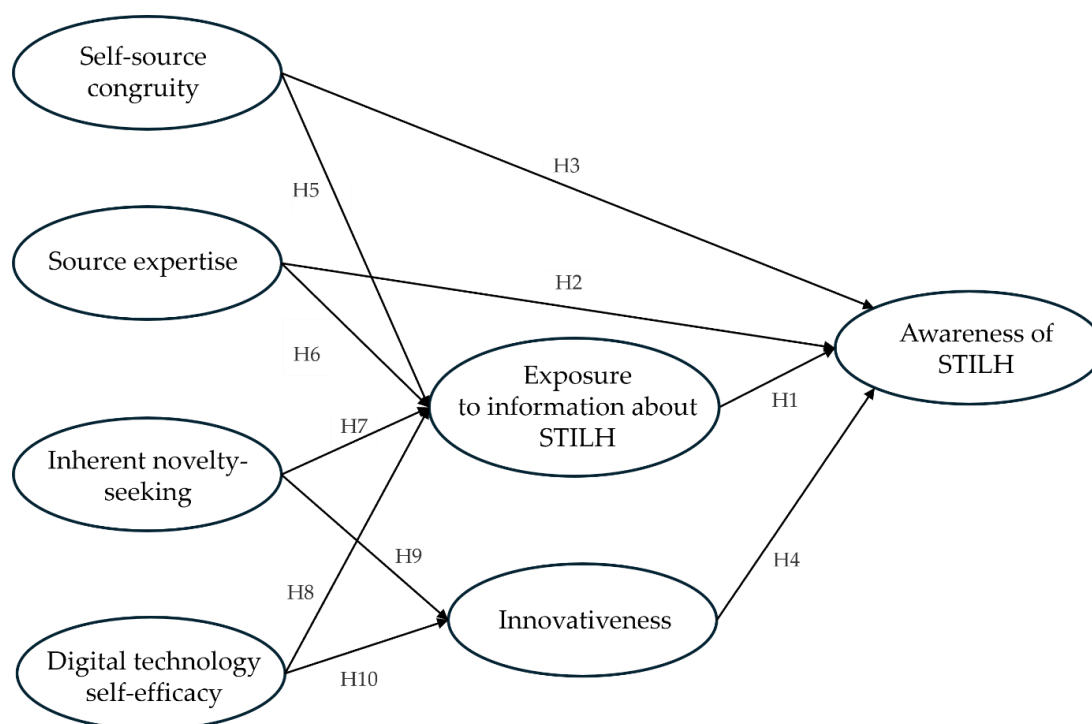 Self-source
congruity
H3
H5
Source expertise
H2
H6
Awareness of
STILH
Exposure
to information about
STILH
H1
H7
Inherent novelty-
seeking
H9
H4
H8
Innovativeness
Digital technology
self-efficacy
H10